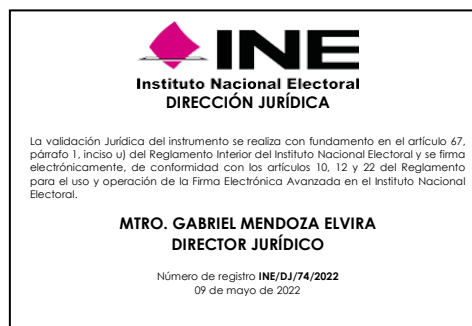 INE
Instituto Nacional Electoral
DIRECCIÓN JURÍDICA
La validación Jurídica del instrumento se realiza con fundamento en el artículo 67,
párrafo 1, inciso u) del Reglamento Interior del Instituto Nacional Electoral y se firma
electrónicamente, de conformidad con los artículos 10, 12 y 22 del Reglamento
para el uso y operación de la Firma Electrónica Avanzada en el Instituto Nacional
Electoral.
MTRO. GABRIEL MENDOZA ELVIRA
DIRECTOR JURÍDICO
Número de registro INE/DJ/74/2022
09 de mayo de 2022